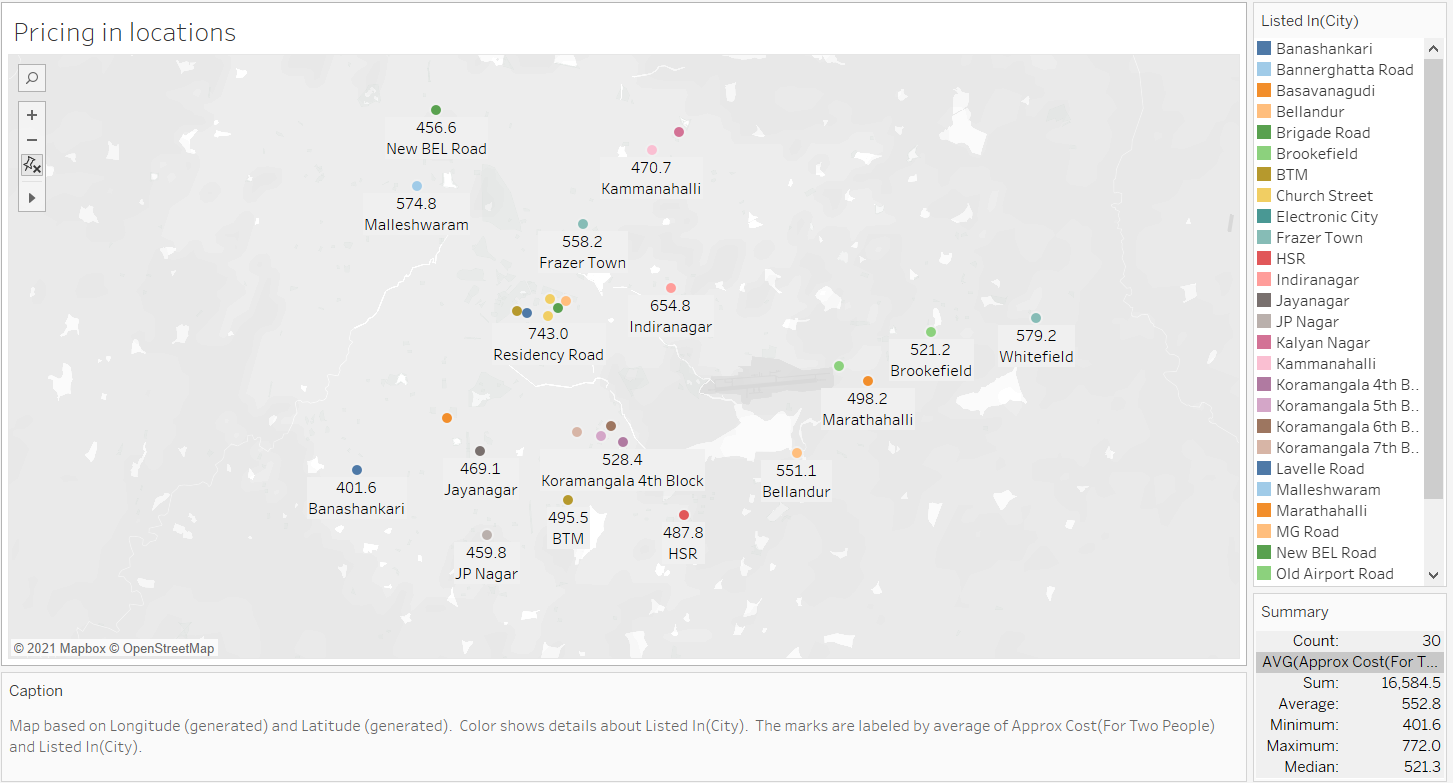 Pricing in locations
456.6
New BEL Road
470.7
Kammanahalli
574.8
Malleshwaram
558.2
Frazer Town
654.8
Indiranagar
743.0
Residency Road
521.2
Brookefield
579.2
Whitefield
498.2
Marathahalli
469.1
Jayanagar
528.4
Koramangala 4th Block
551.1
Bellandur
401.6
Banashankari
495.5
BTM
487.8
HSR
459.8
JP Nagar
© 2021 Mapbox © OpenStreetMap
Caption
Map based on Longitude (generated) and Latitude (generated). Color shows details about Listed In(City). The marks are labeled by average of Approx Cost(For Two People)
and Listed In(City).
Listed In(City)
Banashankari
Bannerghatta Road
Basavanagudi
Bellandur
Brigade Road
Brookefield
BTM
Church Street
Electronic City
Frazer Town
HSR
Indiranagar
Jayanagar
JP Nagar
Kalyan Nagar
Kammanahalli
Koramangala 4th B..
Koramangala 5th B..
Koramangala 6th B..
Koramangala 7th B..
Lavelle Road
Malleshwaram
Marathahalli
MG Road
New BEL Road
Old Airport Road
Summary
Count: 30
AVG(Approx Cost(For T...
Sum: 16,584.5
Average: 552.8
Minimum: 401.6
Maximum: 772.0
Median: 521.3